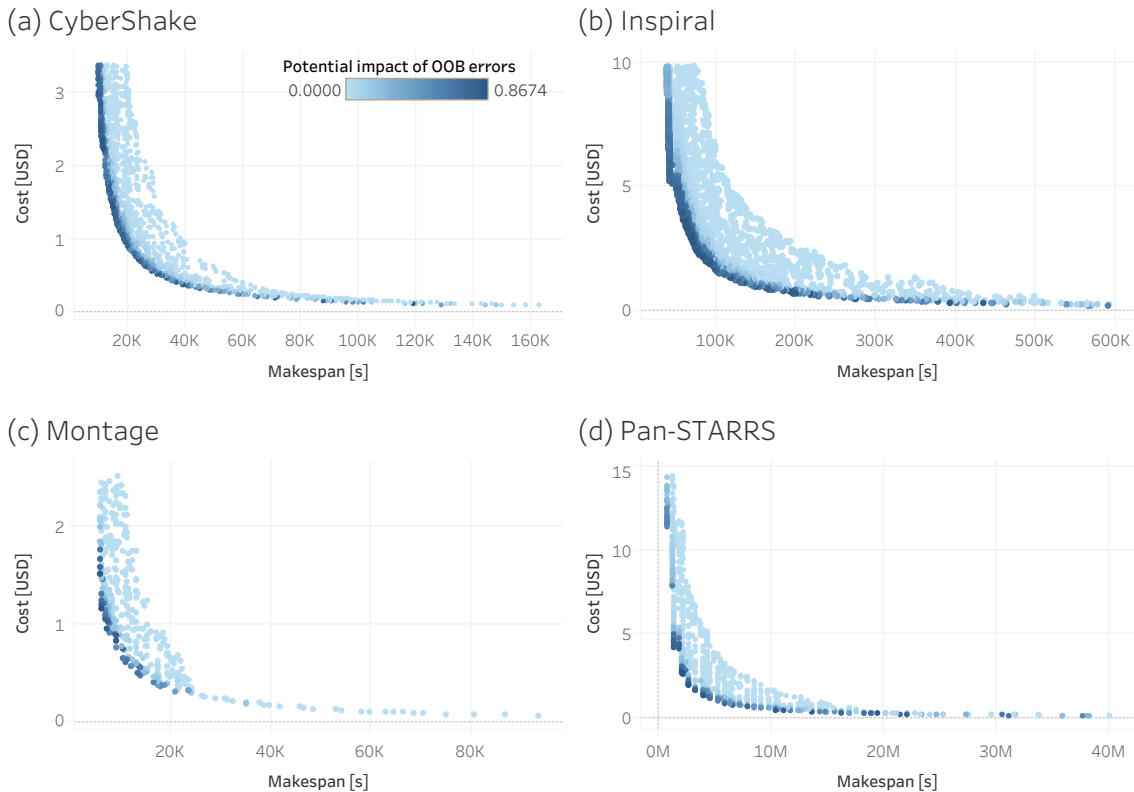 (a) CyberShake
Potential impact of OOB errors
0.0000 0.8674
Cost [USD]
3
2
1
0
20K 40K 60K 80K 100K 120K 140K 160K
Makespan [s]
(b) Inspiral
Cost [USD]
10
5
0
100K 200K 300K 400K 500K 600K
Makespan [s]
(c) Montage
Cost [USD]
2
1
0
20K 40K 60K 80K
Makespan [s]
(d) Pan-STARRS
Cost [USD]
15
10
5
0
0M 10M 20M 30M 40M
Makespan [s]